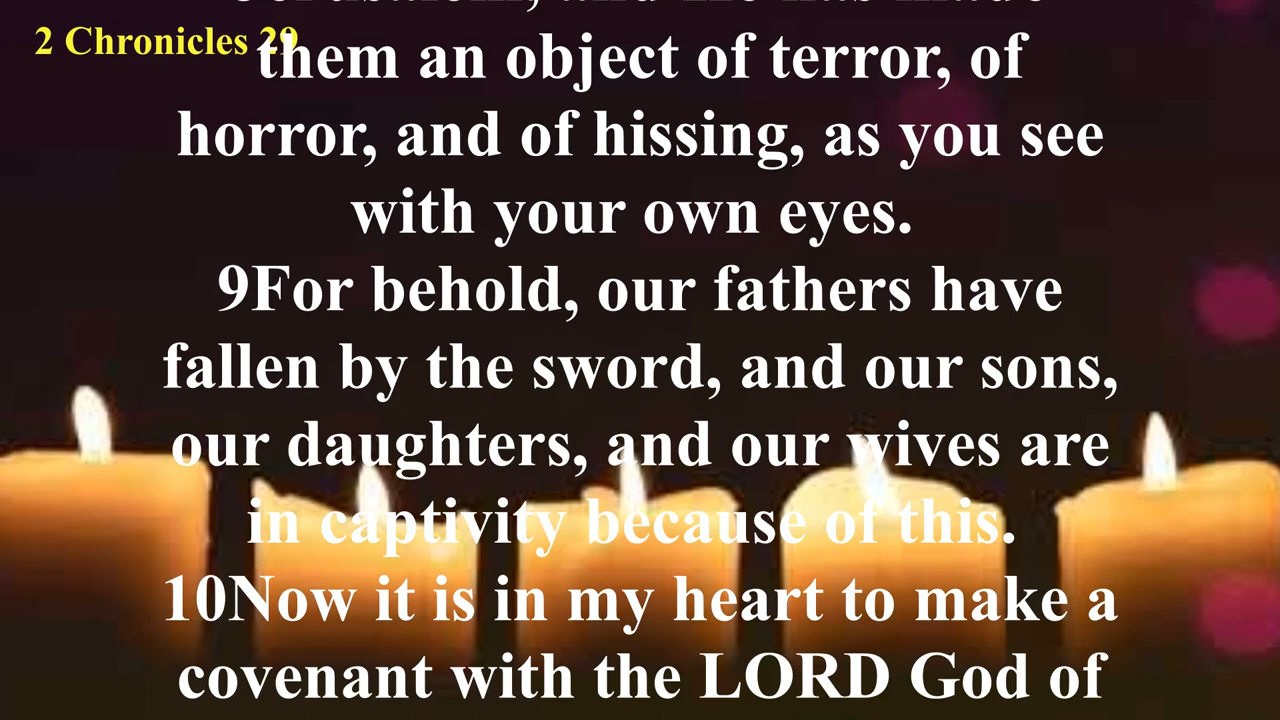 2 Chronicles 29
them an object of terror, of
horror, and of hissing, as you see
with your own eyes.
9For behold, our fathers have
fallen by the sword, and our sons,
our daughters, and our wives are
in captivity because of this.
10Now it is in my heart to make a
covenant with the LORD God of